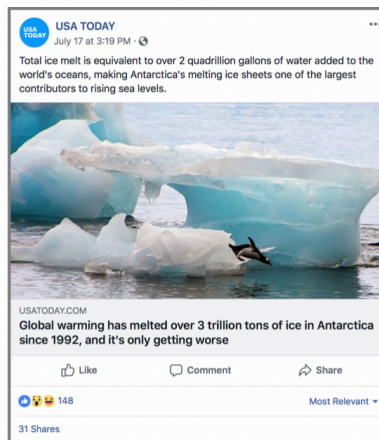 USA TODAY
USA TODAY
July 17 at 3:19 PM ·
Total ice melt is equivalent to over 2 quadrillion gallons of water added to the
world's oceans, making Antarctica's melting ice sheets one of the largest
contributors to rising sea levels.
USATODAY.COM
Global warming has melted over 3 trillion tons of ice in Antarctica
since 1992, and it's only getting worse
Like Comment Share
148 Most Relevant
31 Shares